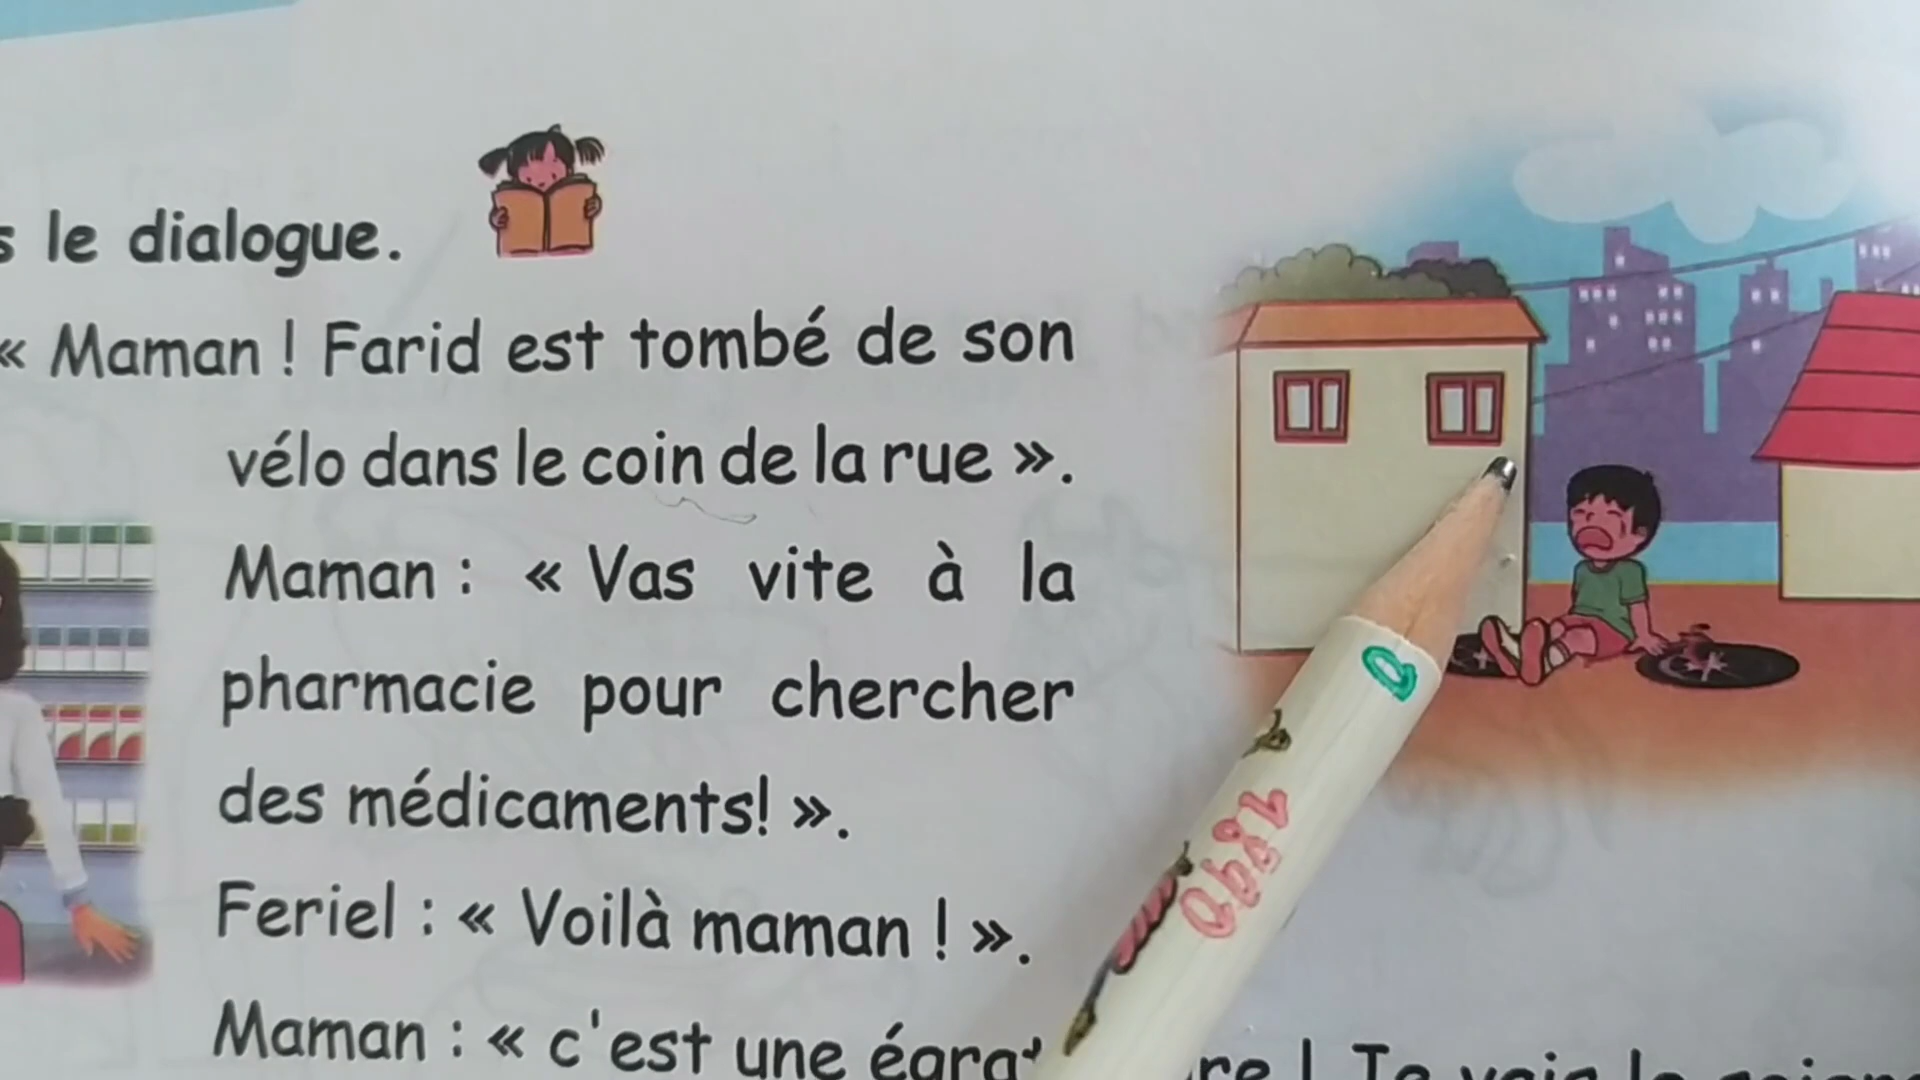 le dialogue.
« Maman ! Farid est tombé de son
vélo dans le coin de la rue ».
Maman : « Vas vite à la
pharmacie pour chercher
des médicaments! ».
Feriel : « Voilà maman ! ».
Maman : « c'est une